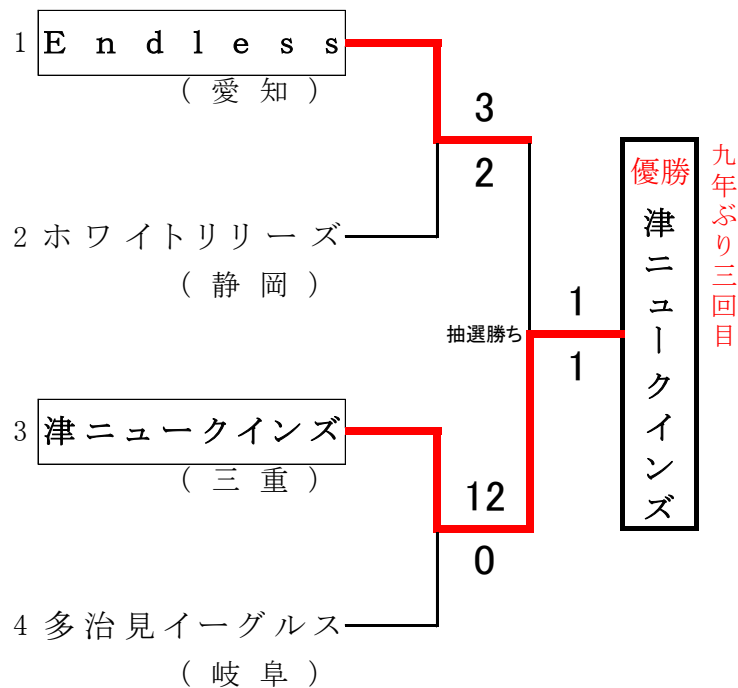 1 Endless
(愛知)
3
2
2 ホワイトリリーズ
(静岡)
抽選勝ち
1
1
3 津ニュークインズ
(三重)
12
0
4 多治見イーグルス
(岐阜)
優勝
津ニュークインズ
九年ぶり三回目